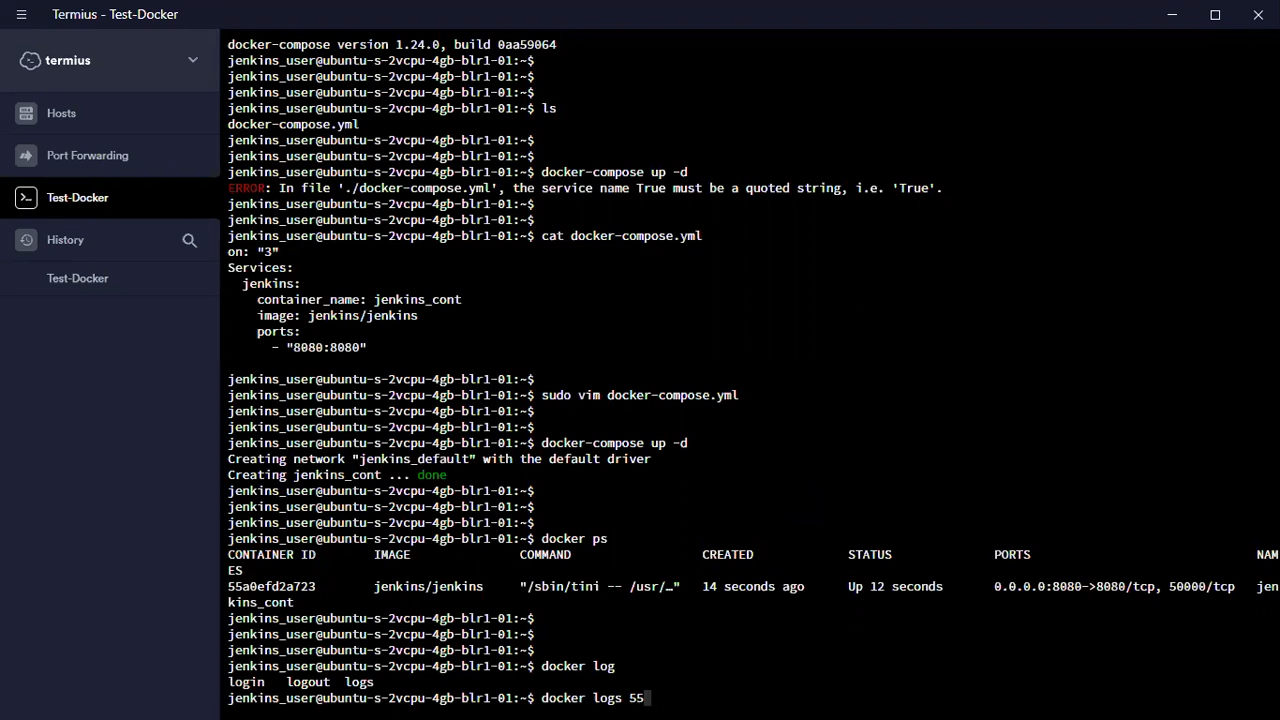 Termius - Test-Docker
termius
Hosts
Port Forwarding
Test-Docker
History
Test-Docker
docker-compose version 1.24.0, build 0aa59064
jenkins_user@ubuntu-s-2vcpu-4gb-blr1-01:~$
jenkins_user@ubuntu-s-2vcpu-4gb-blr1-01:~$
jenkins_user@ubuntu-s-2vcpu-4gb-blr1-01:~$
jenkins_user@ubuntu-s-2vcpu-4gb-blr1-01:~$ ls
docker-compose.yml
jenkins_user@ubuntu-s-2vcpu-4gb-blr1-01:~$
jenkins_user@ubuntu-s-2vcpu-4gb-blr1-01:~$
jenkins_user@ubuntu-s-2vcpu-4gb-blr1-01:~$ docker-compose up -d
ERROR: In file './docker-compose.yml', the service name True must be a quoted string, i.e. 'True'.
jenkins_user@ubuntu-s-2vcpu-4gb-blr1-01:~$
jenkins_user@ubuntu-s-2vcpu-4gb-blr1-01:~$
jenkins_user@ubuntu-s-2vcpu-4gb-blr1-01:~$ cat docker-compose.yml
on: "3"
Services:
  jenkins:
    container_name: jenkins_cont
    image: jenkins/jenkins
    ports:
      - "8080:8080"
jenkins_user@ubuntu-s-2vcpu-4gb-blr1-01:~$
jenkins_user@ubuntu-s-2vcpu-4gb-blr1-01:~$ sudo vim docker-compose.yml
jenkins_user@ubuntu-s-2vcpu-4gb-blr1-01:~$
jenkins_user@ubuntu-s-2vcpu-4gb-blr1-01:~$
jenkins_user@ubuntu-s-2vcpu-4gb-blr1-01:~$ docker-compose up -d
Creating network "jenkins_default" with the default driver
Creating jenkins_cont ... done
jenkins_user@ubuntu-s-2vcpu-4gb-blr1-01:~$
jenkins_user@ubuntu-s-2vcpu-4gb-blr1-01:~$
jenkins_user@ubuntu-s-2vcpu-4gb-blr1-01:~$
jenkins_user@ubuntu-s-2vcpu-4gb-blr1-01:~$ docker ps
CONTAINER ID        IMAGE               COMMAND              CREATED             STATUS              PORTS                               NAM
ES
55a0efd2a723        jenkins/jenkins     "/sbin/tini -- /usr/…"   14 seconds ago      Up 12 seconds       0.0.0.0:8080->8080/tcp, 50000/tcp   jen
kins_cont
jenkins_user@ubuntu-s-2vcpu-4gb-blr1-01:~$
jenkins_user@ubuntu-s-2vcpu-4gb-blr1-01:~$
jenkins_user@ubuntu-s-2vcpu-4gb-blr1-01:~$
jenkins_user@ubuntu-s-2vcpu-4gb-blr1-01:~$ docker log
login   logout  logs
jenkins_user@ubuntu-s-2vcpu-4gb-blr1-01:~$ docker logs 55